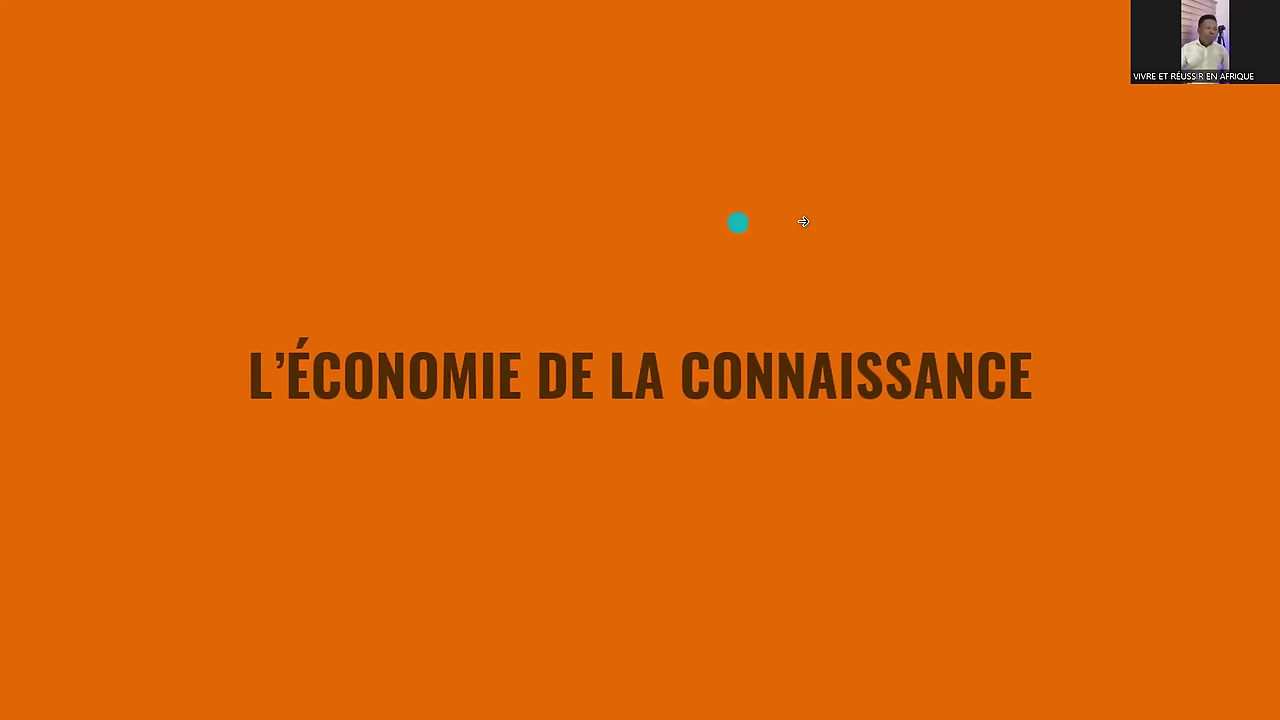 VIVRE ET RÉUSSIR EN AFRIQUE
L’ÉCONOMIE DE LA CONNAISSANCE